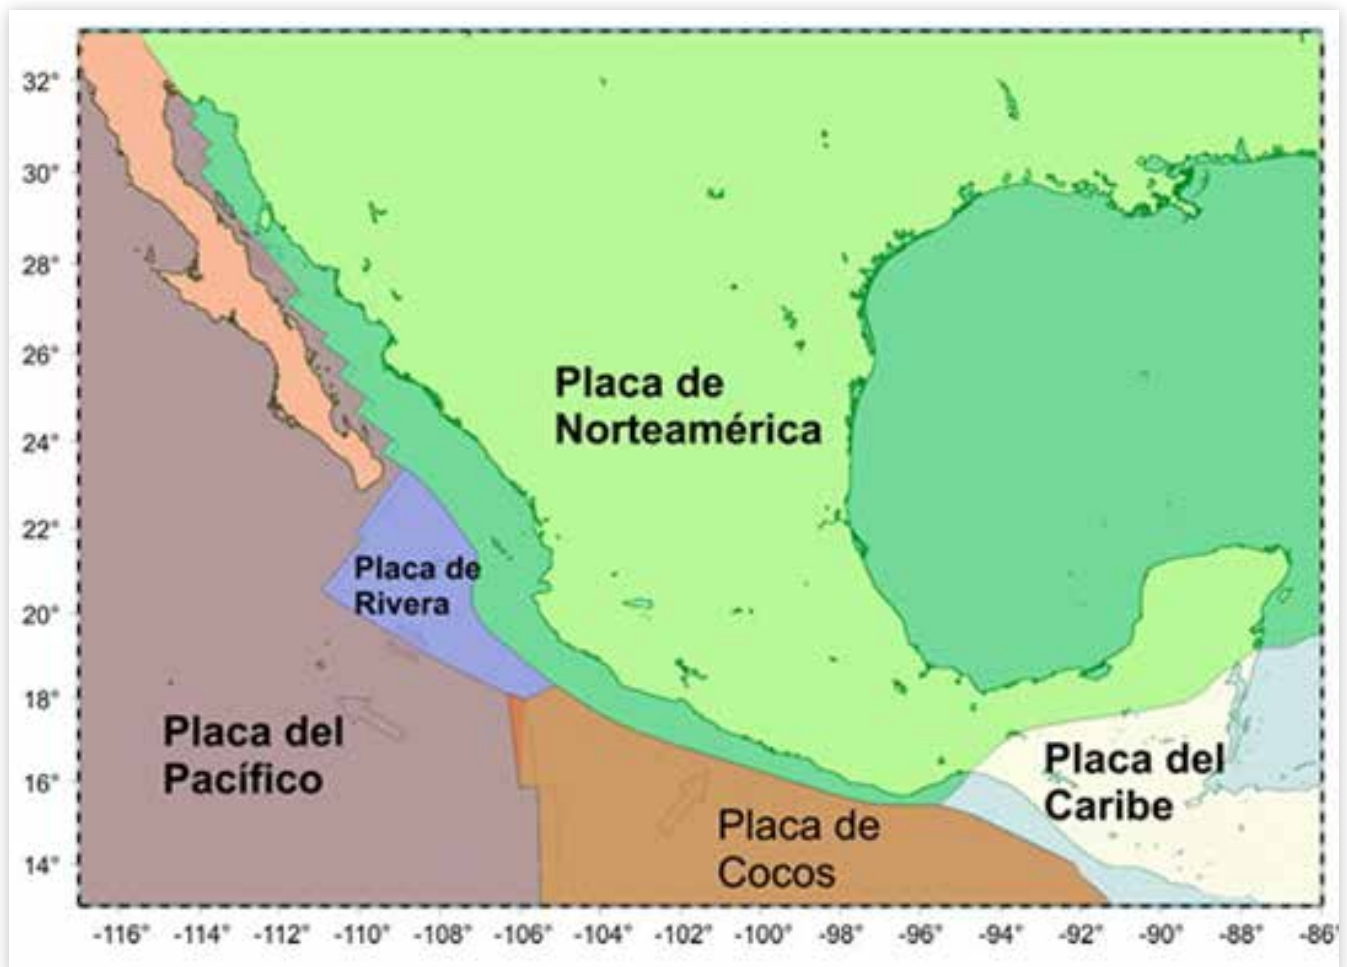 32°
30°
28°
26°
24°
22°
20°
18°
16°
14°
Placa de
Norteamérica
Placa de
Rivera
Placa del
Pacífico
Placa del
Caribe
Placa de
Cocos
-116° -114° -112° -110° -108° -106° -104° -102° -100° -98° -96° -94° -92° -90° -88° -86°